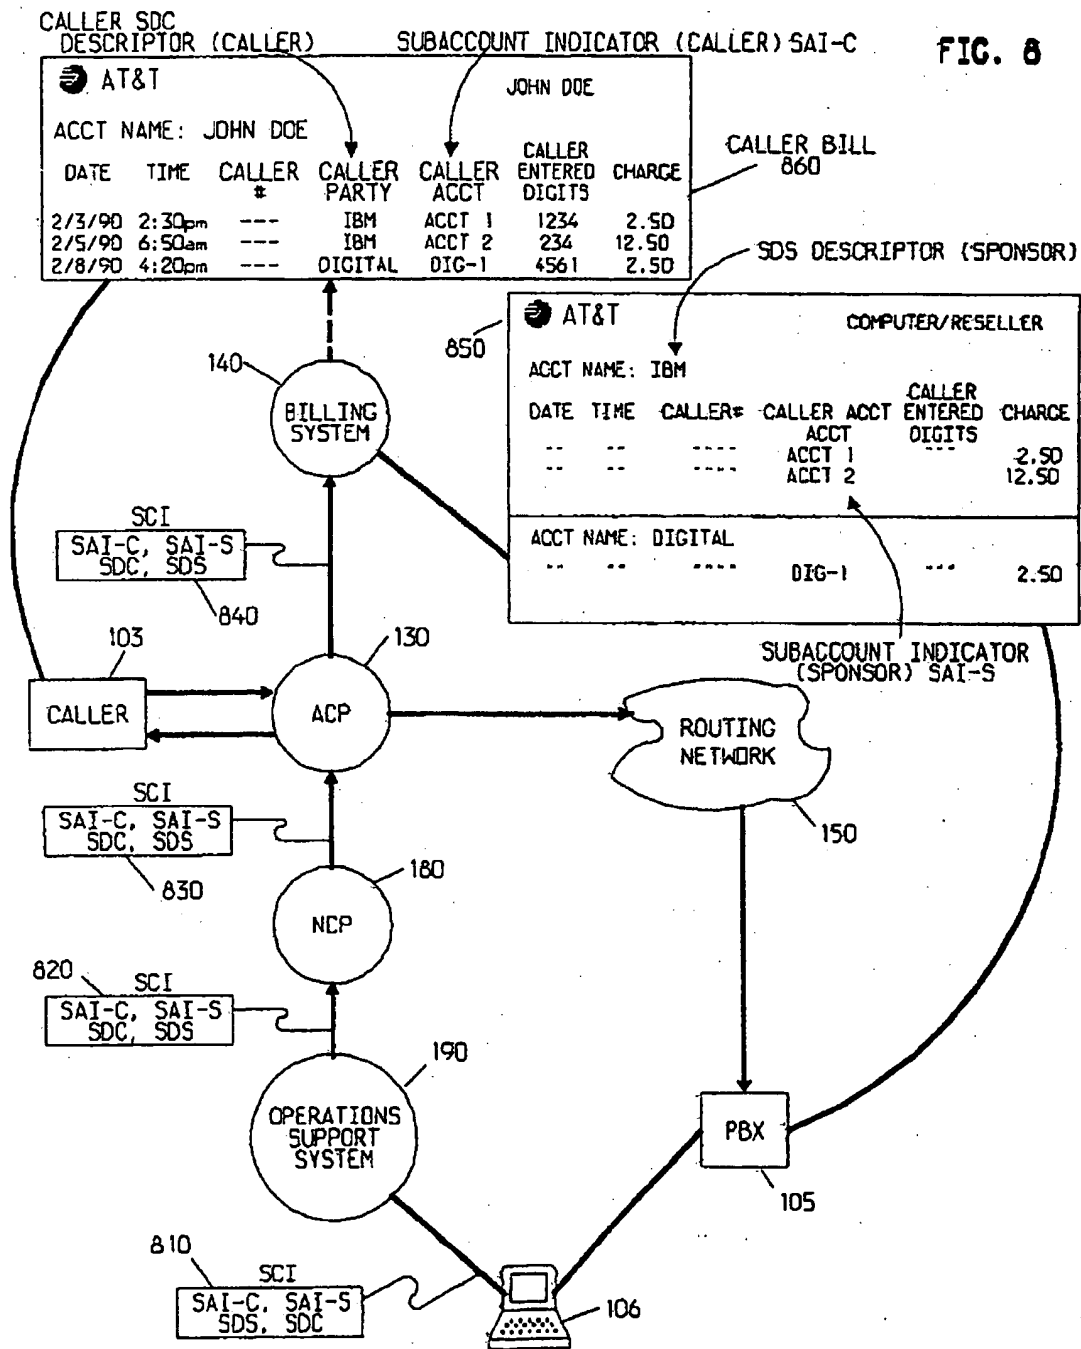 CALLER SDC
DESCRIPTOR (CALLER)
SUBACCOUNT INDICATOR (CALLER) SAI-C
FIG. 8
AT&T
JOHN DOE
ACCT NAME: JOHN DOE
DATE TIME CALLER # CALLER PARTY CALLER ACCT CALLER ENTERED DIGITS CHARGE
2/3/90 2:30pm --- IBM ACCT 1 1234 2.50
2/5/90 6:50am --- IBM ACCT 2 234 12.50
2/8/90 4:20pm --- DIGITAL DIG-1 4561 2.50
CALLER BILL
860
SDS DESCRIPTOR (SPONSOR)
850
AT&T
COMPUTER/RESELLER
ACCT NAME: IBM
CALLER
DATE TIME CALLER# CALLER ACCT ENTERED CHARGE
ACCT DIGITS
-- -- ---- ACCT 1 --- 2.50
-- -- ---- ACCT 2 12.50
ACCT NAME: DIGITAL
-- -- ---- DIG-1 --- 2.50
SUBACCOUNT INDICATOR
(SPONSOR) SAI-S
140
BILLING
SYSTEM
SCI
SAI-C, SAI-S
SDC, SDS
840
103
CALLER
130
ACP
ROUTING
NETWORK
150
SCI
SAI-C, SAI-S
SDC, SDS
830
180
NCP
820
SCI
SAI-C, SAI-S
SDC, SDS
190
OPERATIONS
SUPPORT
SYSTEM
PBX
105
810
SCI
SAI-C, SAI-S
SDS, SDC
106